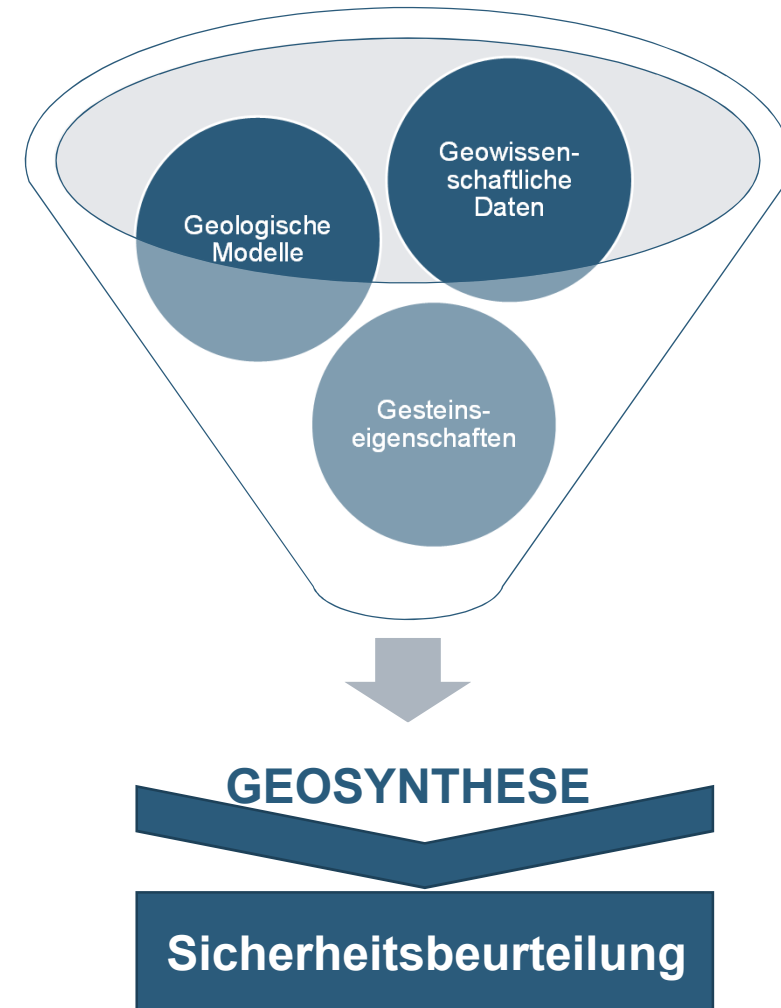 Geowissen-
schaftliche
Daten
Geologische
Modelle
Gesteins-
eigenschaften
GEOSYNTHESE
Sicherheitsbeurteilung